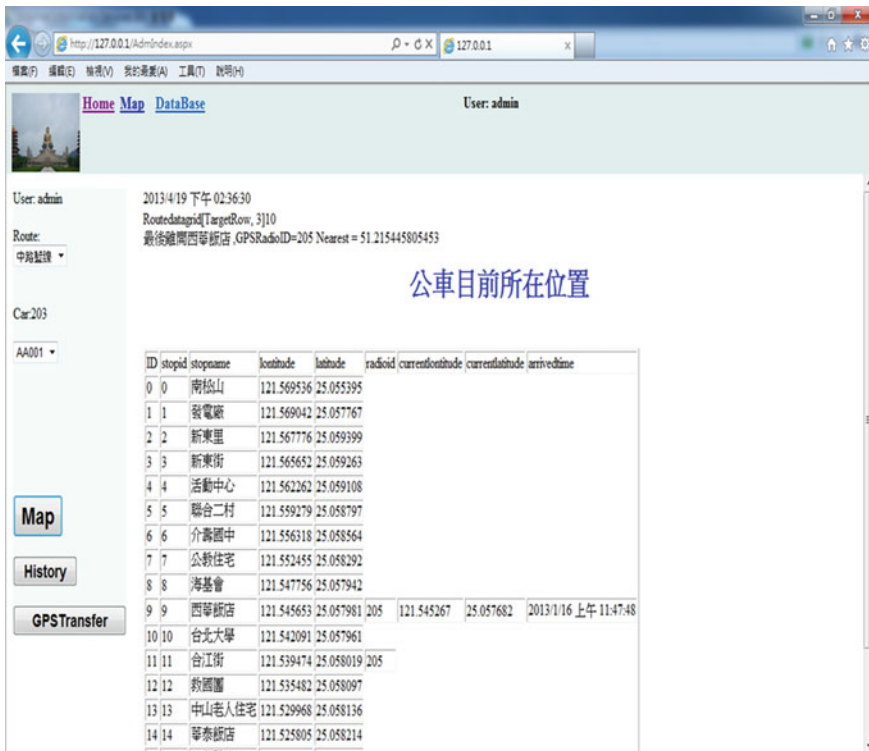 http://127.0.0.1/AdmIndex.aspx
127.0.0.1
檔案(F) 編輯(E) 檢視(V) 我的最愛(A) 工具(T) 說明(H)
Home Map DataBase User: admin
User: admin
Route:
中路藍線
Car:203
AA001
Map
History
GPSTransfer
2013/4/19 下午 02:36:30
Routedatagrid[TargetRow, 3]10
最後離開西華飯店 ,GPSRadioID=205 Nearest = 51.215445805453
公車目前所在位置
ID stopid stopname lontitude latitude radioid currentlontitude currentlatitude arrivedtime
0 0 南松山 121.569536 25.055395
1 1 發電廠 121.569042 25.057767
2 2 新東里 121.567776 25.059399
3 3 新東街 121.565652 25.059263
4 4 活動中心 121.562262 25.059108
5 5 聯合二村 121.559279 25.058797
6 6 介壽國中 121.556318 25.058564
7 7 公教住宅 121.552455 25.058292
8 8 海基會 121.547756 25.057942
9 9 西華飯店 121.545653 25.057981 205 121.545267 25.057682 2013/1/16 上午 11:47:48
10 10 台北大學 121.542091 25.057961
11 11 合江街 121.539474 25.058019 205
12 12 救國團 121.535482 25.058097
13 13 中山老人住宅 121.529968 25.058136
14 14 華泰飯店 121.525805 25.058214